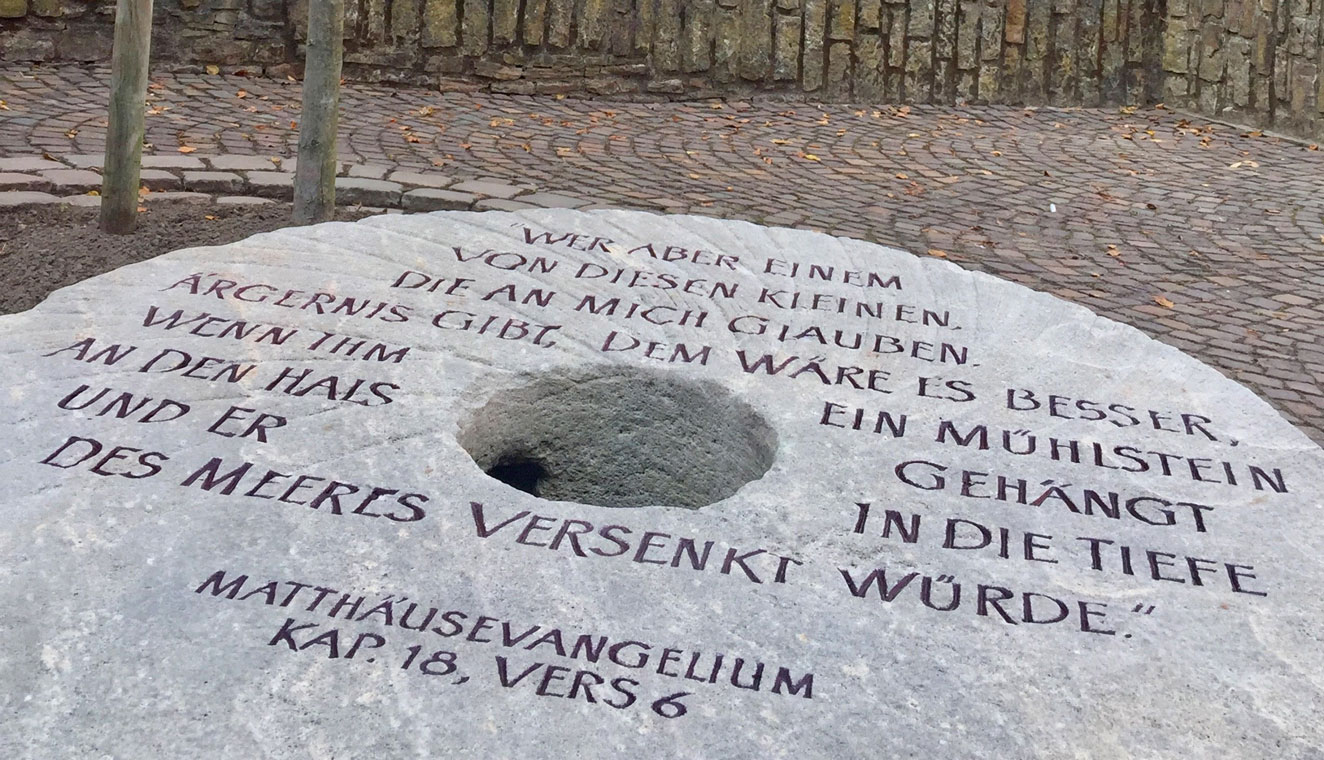 "WER ABER EINEM
VON DIESEN KLEINEN,
DIE AN MICH GLAUBEN,
ÄRGERNIS GIBT, DEM WÄRE ES BESSER,
WENN IHM EIN MÜHLSTEIN
AN DEN HALS GEHÄNGT
UND ER IN DIE TIEFE
DES MEERES VERSENKT WÜRDE."
MATTHÄUSEVANGELIUM
KAP. 18, VERS 6